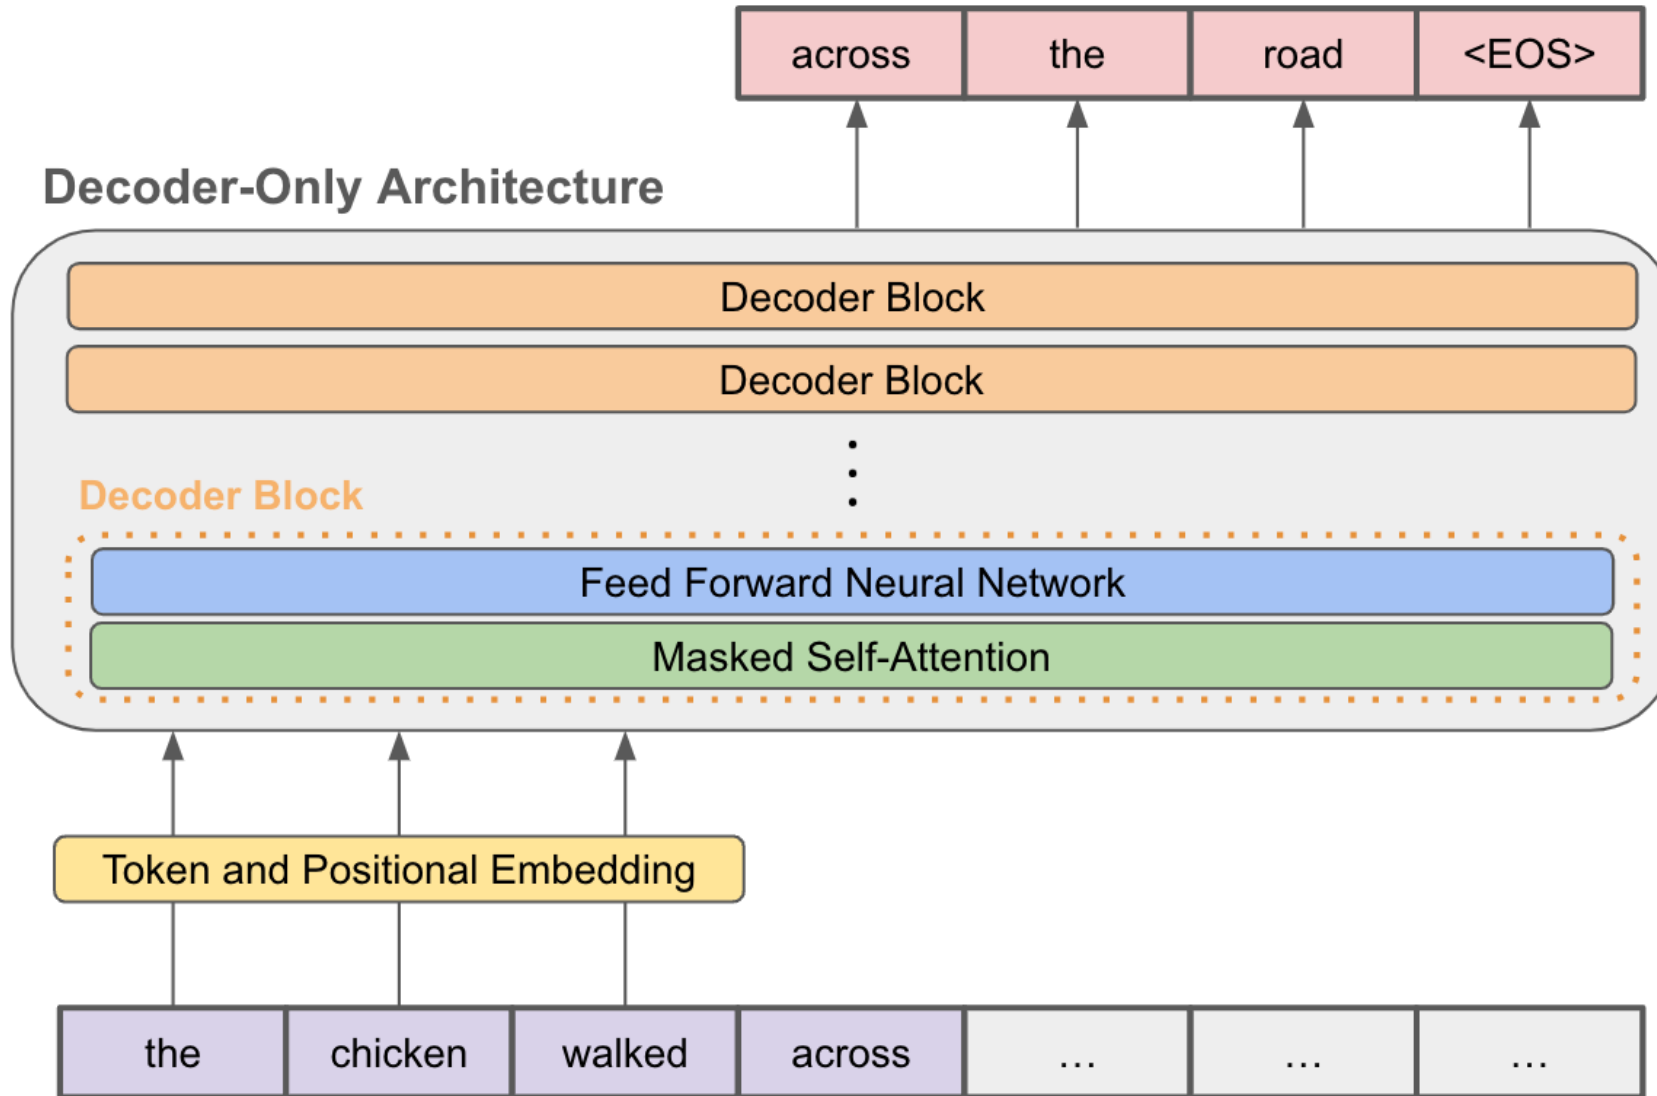 across the road <EOS>
Decoder-Only Architecture
Decoder Block
Decoder Block
Decoder Block
Feed Forward Neural Network
Masked Self-Attention
Token and Positional Embedding
the chicken walked across ... ... ...